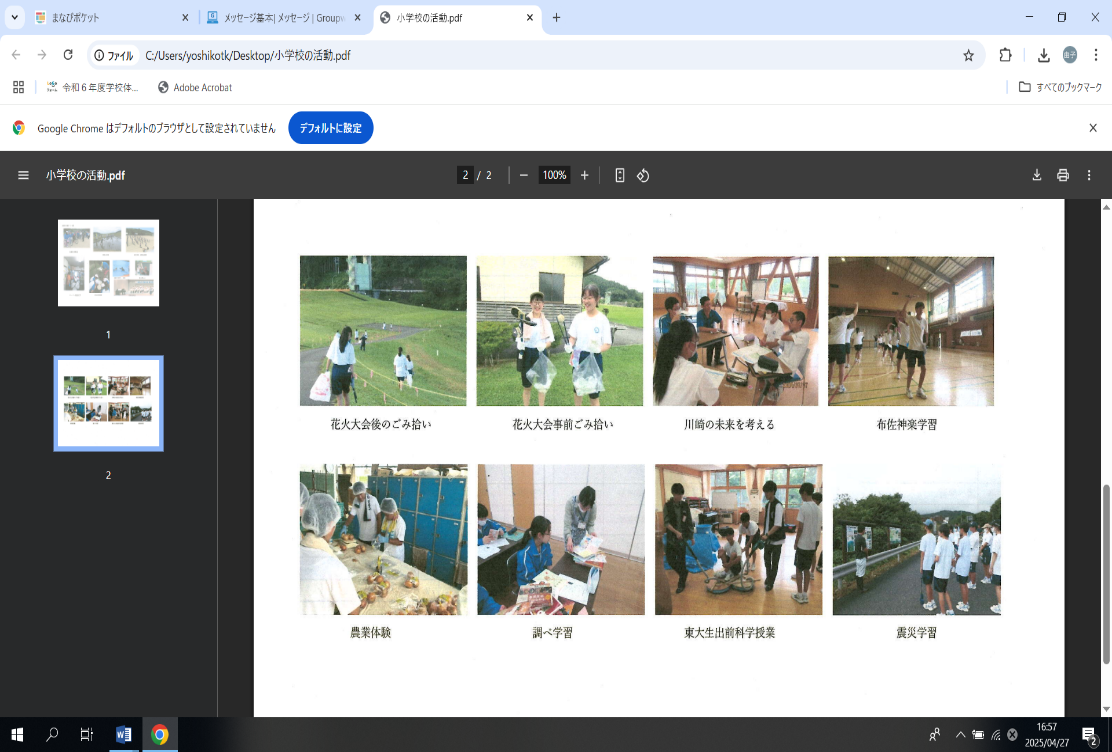 まなびポケット
メッセージ基本| メッセージ | Groupw
小学校の活動.pdf
ファイル
C:/Users/yoshikotk/Desktop/小学校の活動.pdf
由子
令和６年度学校体...
Adobe Acrobat
すべてのブックマーク
Google Chrome はデフォルトのブラウザとして設定されていません
デフォルトに設定
小学校の活動.pdf
2 / 2
100%
1
2
花火大会後のごみ拾い
花火大会事前ごみ拾い
川崎の未来を考える
布佐神楽学習
農業体験
調べ学習
東大生出前科学授業
震災学習
16:57
2025/04/27
2